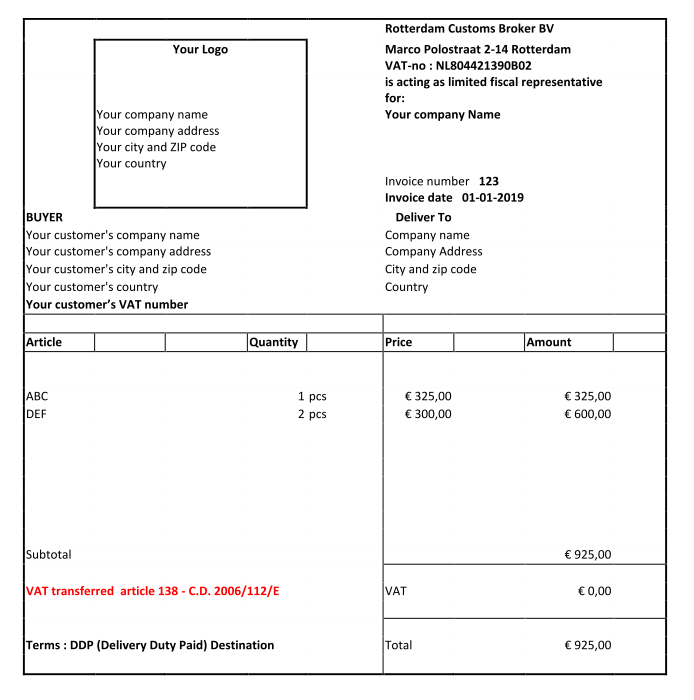 Rotterdam Customs Broker BV
Your Logo
Marco Polostraat 2-14 Rotterdam
VAT-no : NL804421390B02
is acting as limited fiscal representative
for:
Your company Name
Your company name
Your company address
Your city and ZIP code
Your country
Invoice number 123
Invoice date 01-01-2019
BUYER
Your customer's company name
Your customer's company address
Your customer's city and zip code
Your customer's country
Your customer’s VAT number
Deliver To
Company name
Company Address
City and zip code
Country
Article Quantity Price Amount
ABC 1 pcs € 325,00 € 325,00
DEF 2 pcs € 300,00 € 600,00
Subtotal € 925,00
VAT transferred article 138 - C.D. 2006/112/E VAT € 0,00
Terms : DDP (Delivery Duty Paid) Destination Total € 925,00